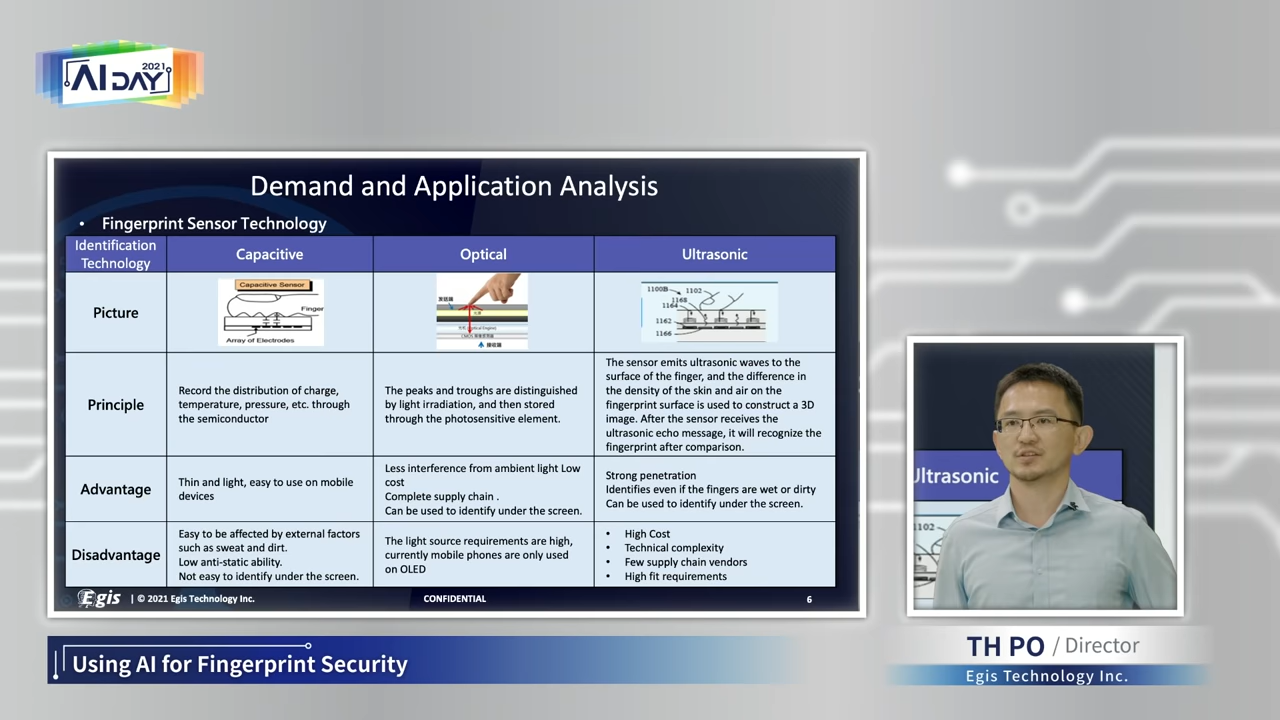 AI DAY 2021
Demand and Application Analysis
• Fingerprint Sensor Technology
Identification
Technology
Capacitive
Optical
Ultrasonic
Picture
Capacitive Sensor
Finger
Array of Electrodes
发送端
接收端
1100B
1102
1168
1164
1162
1166
Principle
Record the distribution of charge,
temperature, pressure, etc. through
the semiconductor
The peaks and troughs are distinguished
by light irradiation, and then stored
through the photosensitive element.
The sensor emits ultrasonic waves to the
surface of the finger, and the difference in
the density of the skin and air on the
fingerprint surface is used to construct a 3D
image. After the sensor receives the
ultrasonic echo message, it will recognize the
fingerprint after comparison.
Advantage
Thin and light, easy to use on mobile
devices
Less interference from ambient light Low
cost
Complete supply chain .
Can be used to identify under the screen.
Strong penetration
Identifies even if the fingers are wet or dirty
Can be used to identify under the screen.
Disadvantage
Easy to be affected by external factors
such as sweat and dirt.
Low anti-static ability.
Not easy to identify under the screen.
The light source requirements are high,
currently mobile phones are only used
on OLED
• High Cost
• Technical complexity
• Few supply chain vendors
• High fit requirements
Egis | © 2021 Egis Technology Inc.
CONFIDENTIAL
6
Ultrasonic
1102
Using AI for Fingerprint Security
TH PO / Director
Egis Technology Inc.